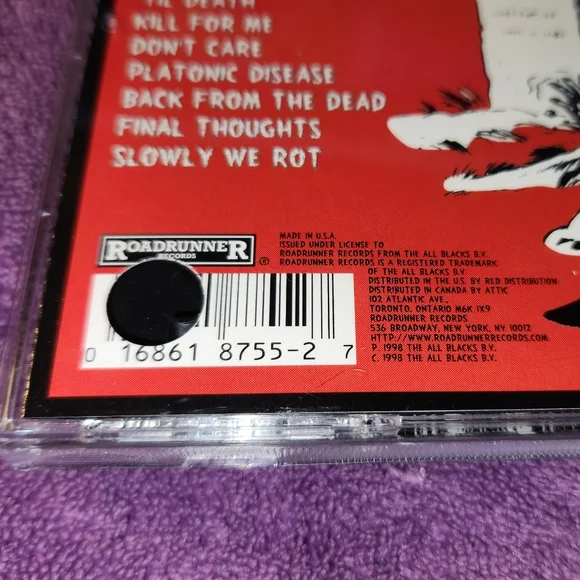 'TIL DEATH
KILL FOR ME
DON'T CARE
PLATONIC DISEASE
BACK FROM THE DEAD
FINAL THOUGHTS
SLOWLY WE ROT
ROADRUNNER
RECORDS
®
MADE IN U.S.A.
ISSUED UNDER LICENSE TO
ROADRUNNER RECORDS FROM THE ALL BLACKS B.V.
ROADRUNNER RECORDS IS A REGISTERED TRADEMARK
OF THE ALL BLACKS B.V.
DISTRIBUTED IN THE U.S. BY RED DISTRIBUTION
DISTRIBUTED IN CANADA BY ATTIC
102 ATLANTIC AVE.,
TORONTO, ONTARIO M6K 1X9
ROADRUNNER RECORDS
536 BROADWAY, NEW YORK, NY 10012
HTTP://WWW.ROADRUNNERRECORDS.COM
P. 1998 THE ALL BLACKS B.V.
C. 1998 THE ALL BLACKS B.V.
0 16861 8755-2 7